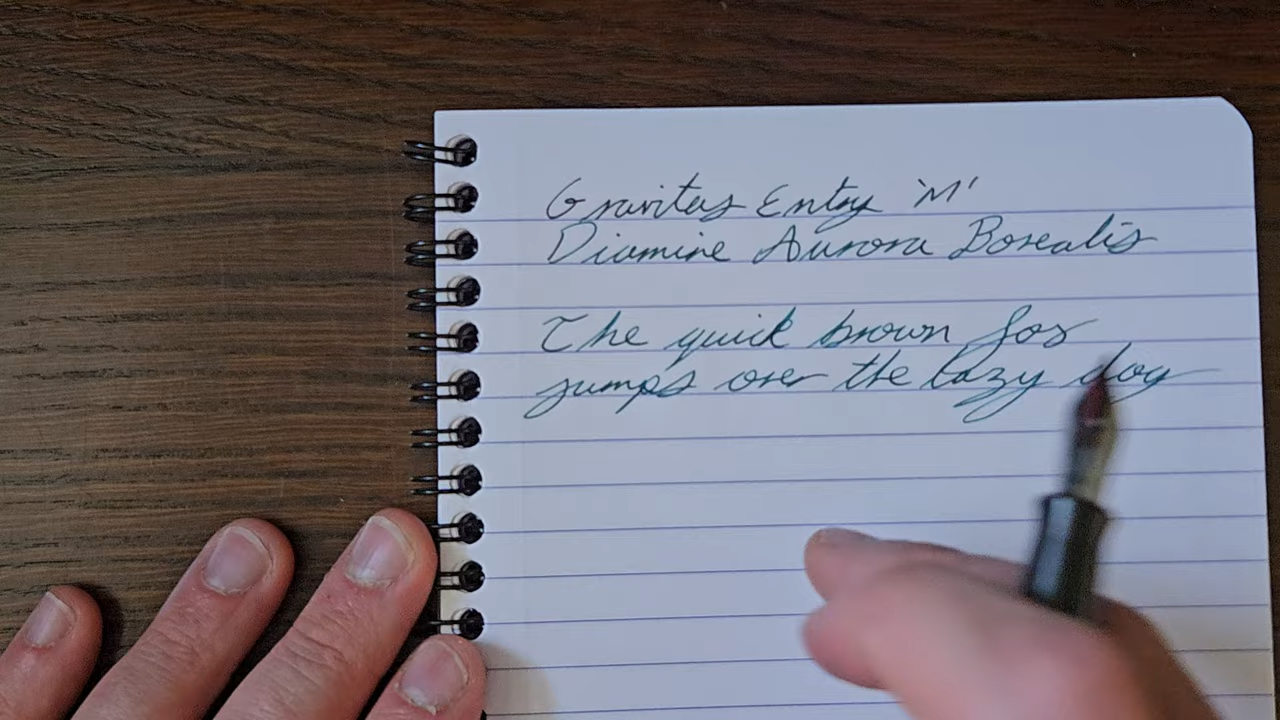 Gravitas Entry 'M'
Diamine Aurora Borealis
The quick brown fox
jumps over the lazy dog